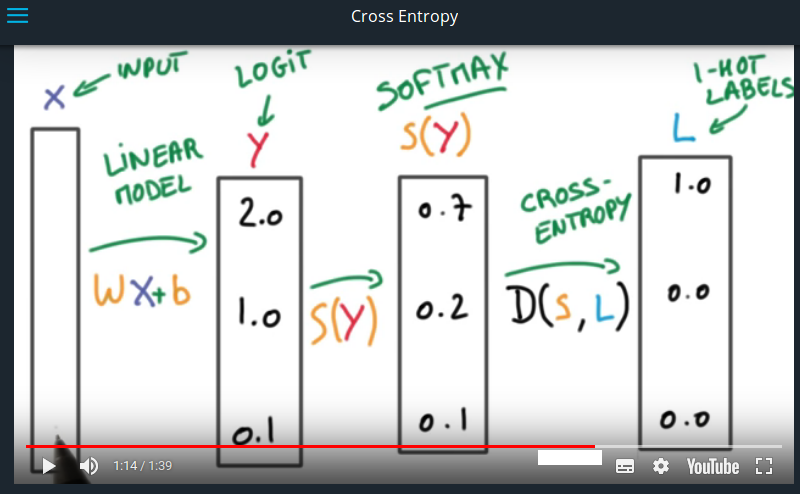 Cross Entropy
X
INPUT
LOGIT
Y
LINEAR
MODEL
WX+b
2.0
1.0
0.1
S(Y)
SOFTMAX
S(Y)
0.7
0.2
0.1
CROSS-
ENTROPY
D(S,L)
1-HOT
LABELS
L
1.0
0.0
0.0
1:14 / 1:39
YouTube